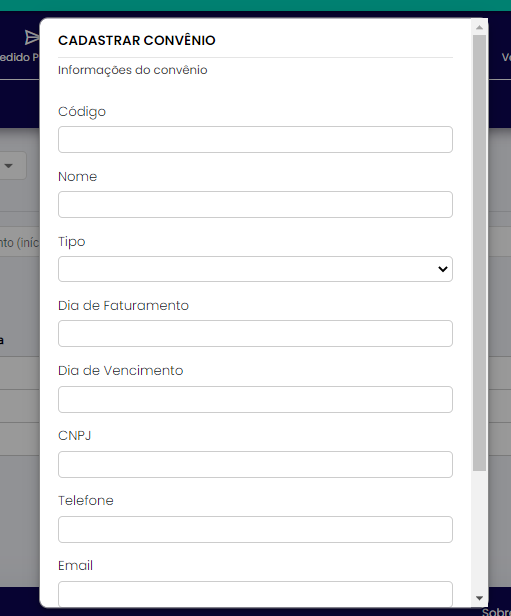 CADASTRAR CONVÊNIO
Informações do convênio
Código
Nome
Tipo
Dia de Faturamento
Dia de Vencimento
CNPJ
Telefone
Email
edido P
Ve
nto (iníc
a
Sobre